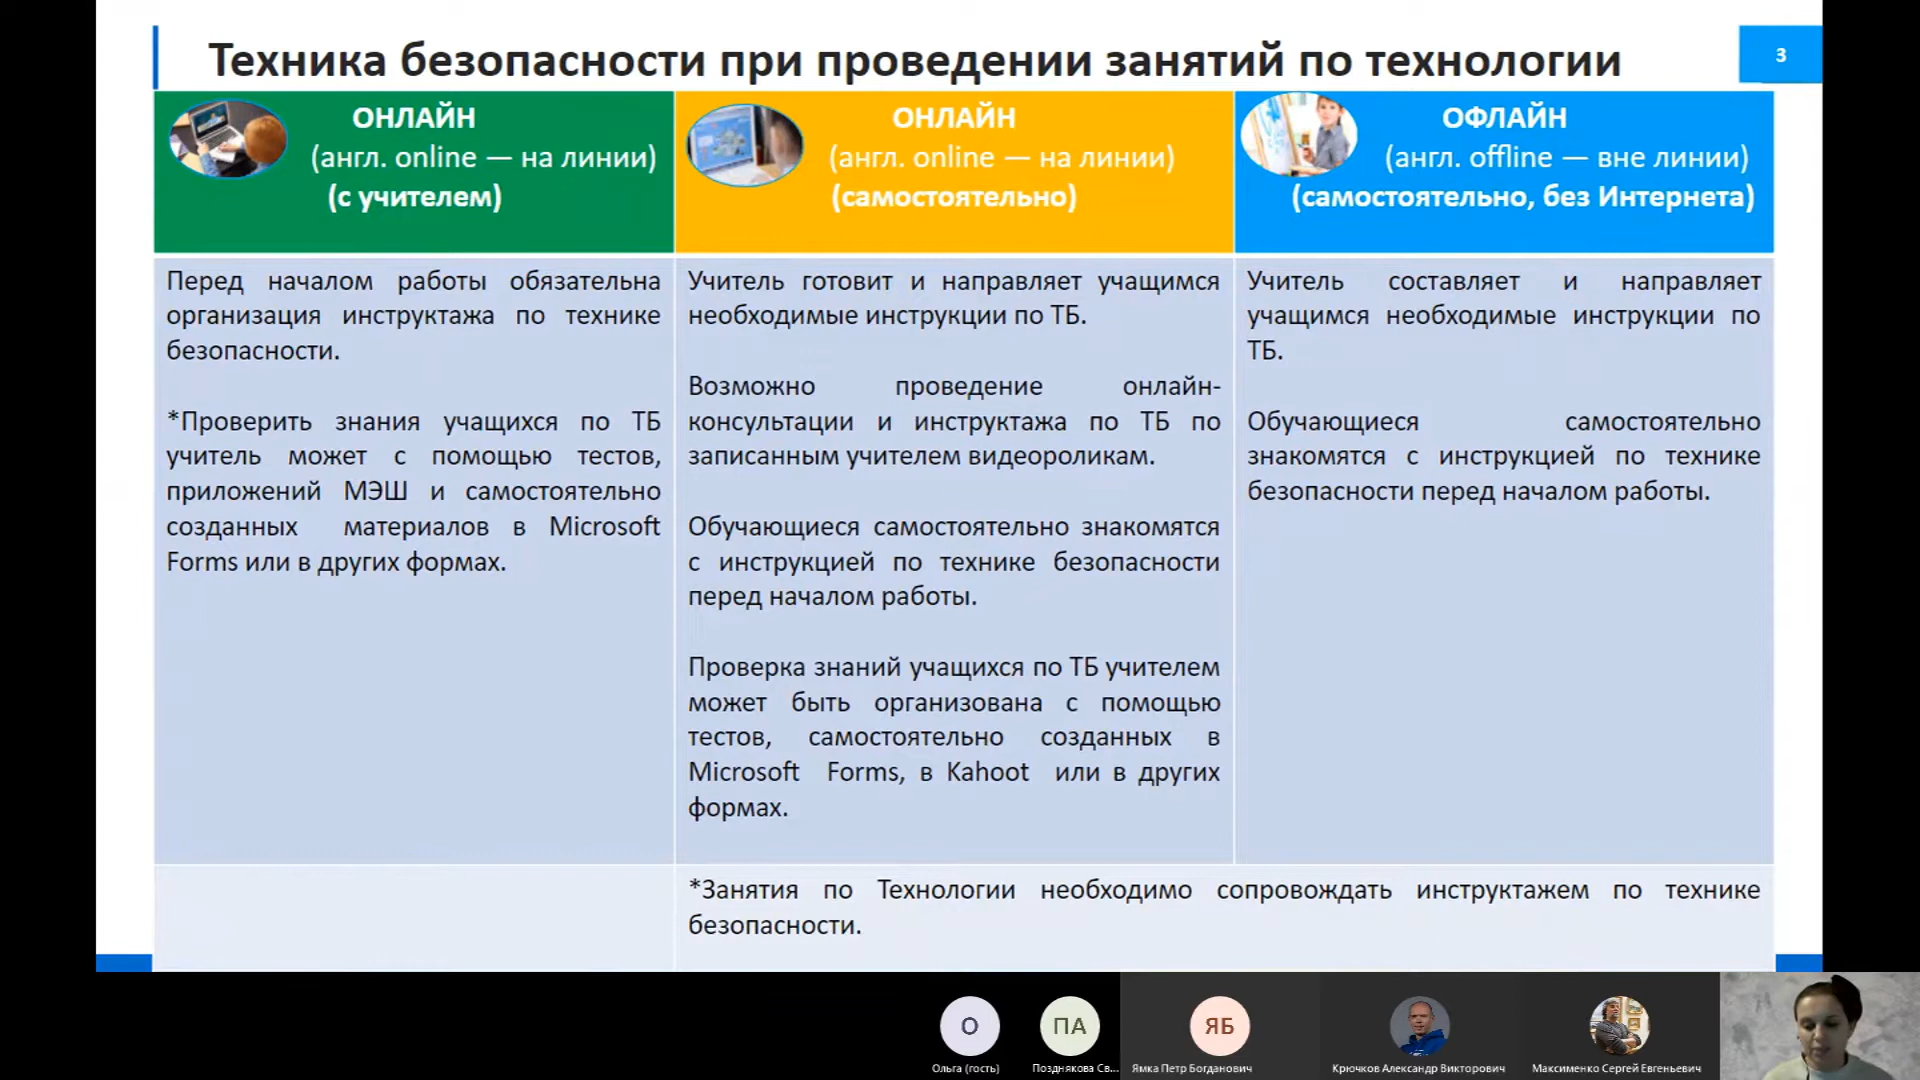 Техника безопасности при проведении занятий по технологии
3
ОНЛАЙН
(англ. online — на линии)
(с учителем)
ОНЛАЙН
(англ. online — на линии)
(самостоятельно)
ОФЛАЙН
(англ. offline — вне линии)
(самостоятельно, без Интернета)
Перед началом работы обязательна
организация инструктажа по технике
безопасности.
*Проверить знания учащихся по ТБ
учитель может с помощью тестов,
приложений МЭШ и самостоятельно
созданных материалов в Microsoft
Forms или в других формах.
Учитель готовит и направляет учащимся
необходимые инструкции по ТБ.
Возможно проведение онлайн-
консультации и инструктажа по ТБ по
записанным учителем видеороликам.
Обучающиеся самостоятельно знакомятся
с инструкцией по технике безопасности
перед началом работы.
Проверка знаний учащихся по ТБ учителем
может быть организована с помощью
тестов, самостоятельно созданных в
Microsoft Forms, в Kahoot или в других
формах.
Учитель составляет и направляет
учащимся необходимые инструкции по
ТБ.
Обучающиеся самостоятельно
знакомятся с инструкцией по технике
безопасности перед началом работы.
*Занятия по Технологии необходимо сопровождать инструктажем по технике
безопасности.
О
ПА
ЯБ
Ольга (гость)
Позднякова Св...
Ямка Петр Богданович
Крючков Александр Викторович
Максименко Сергей Евгеньевич